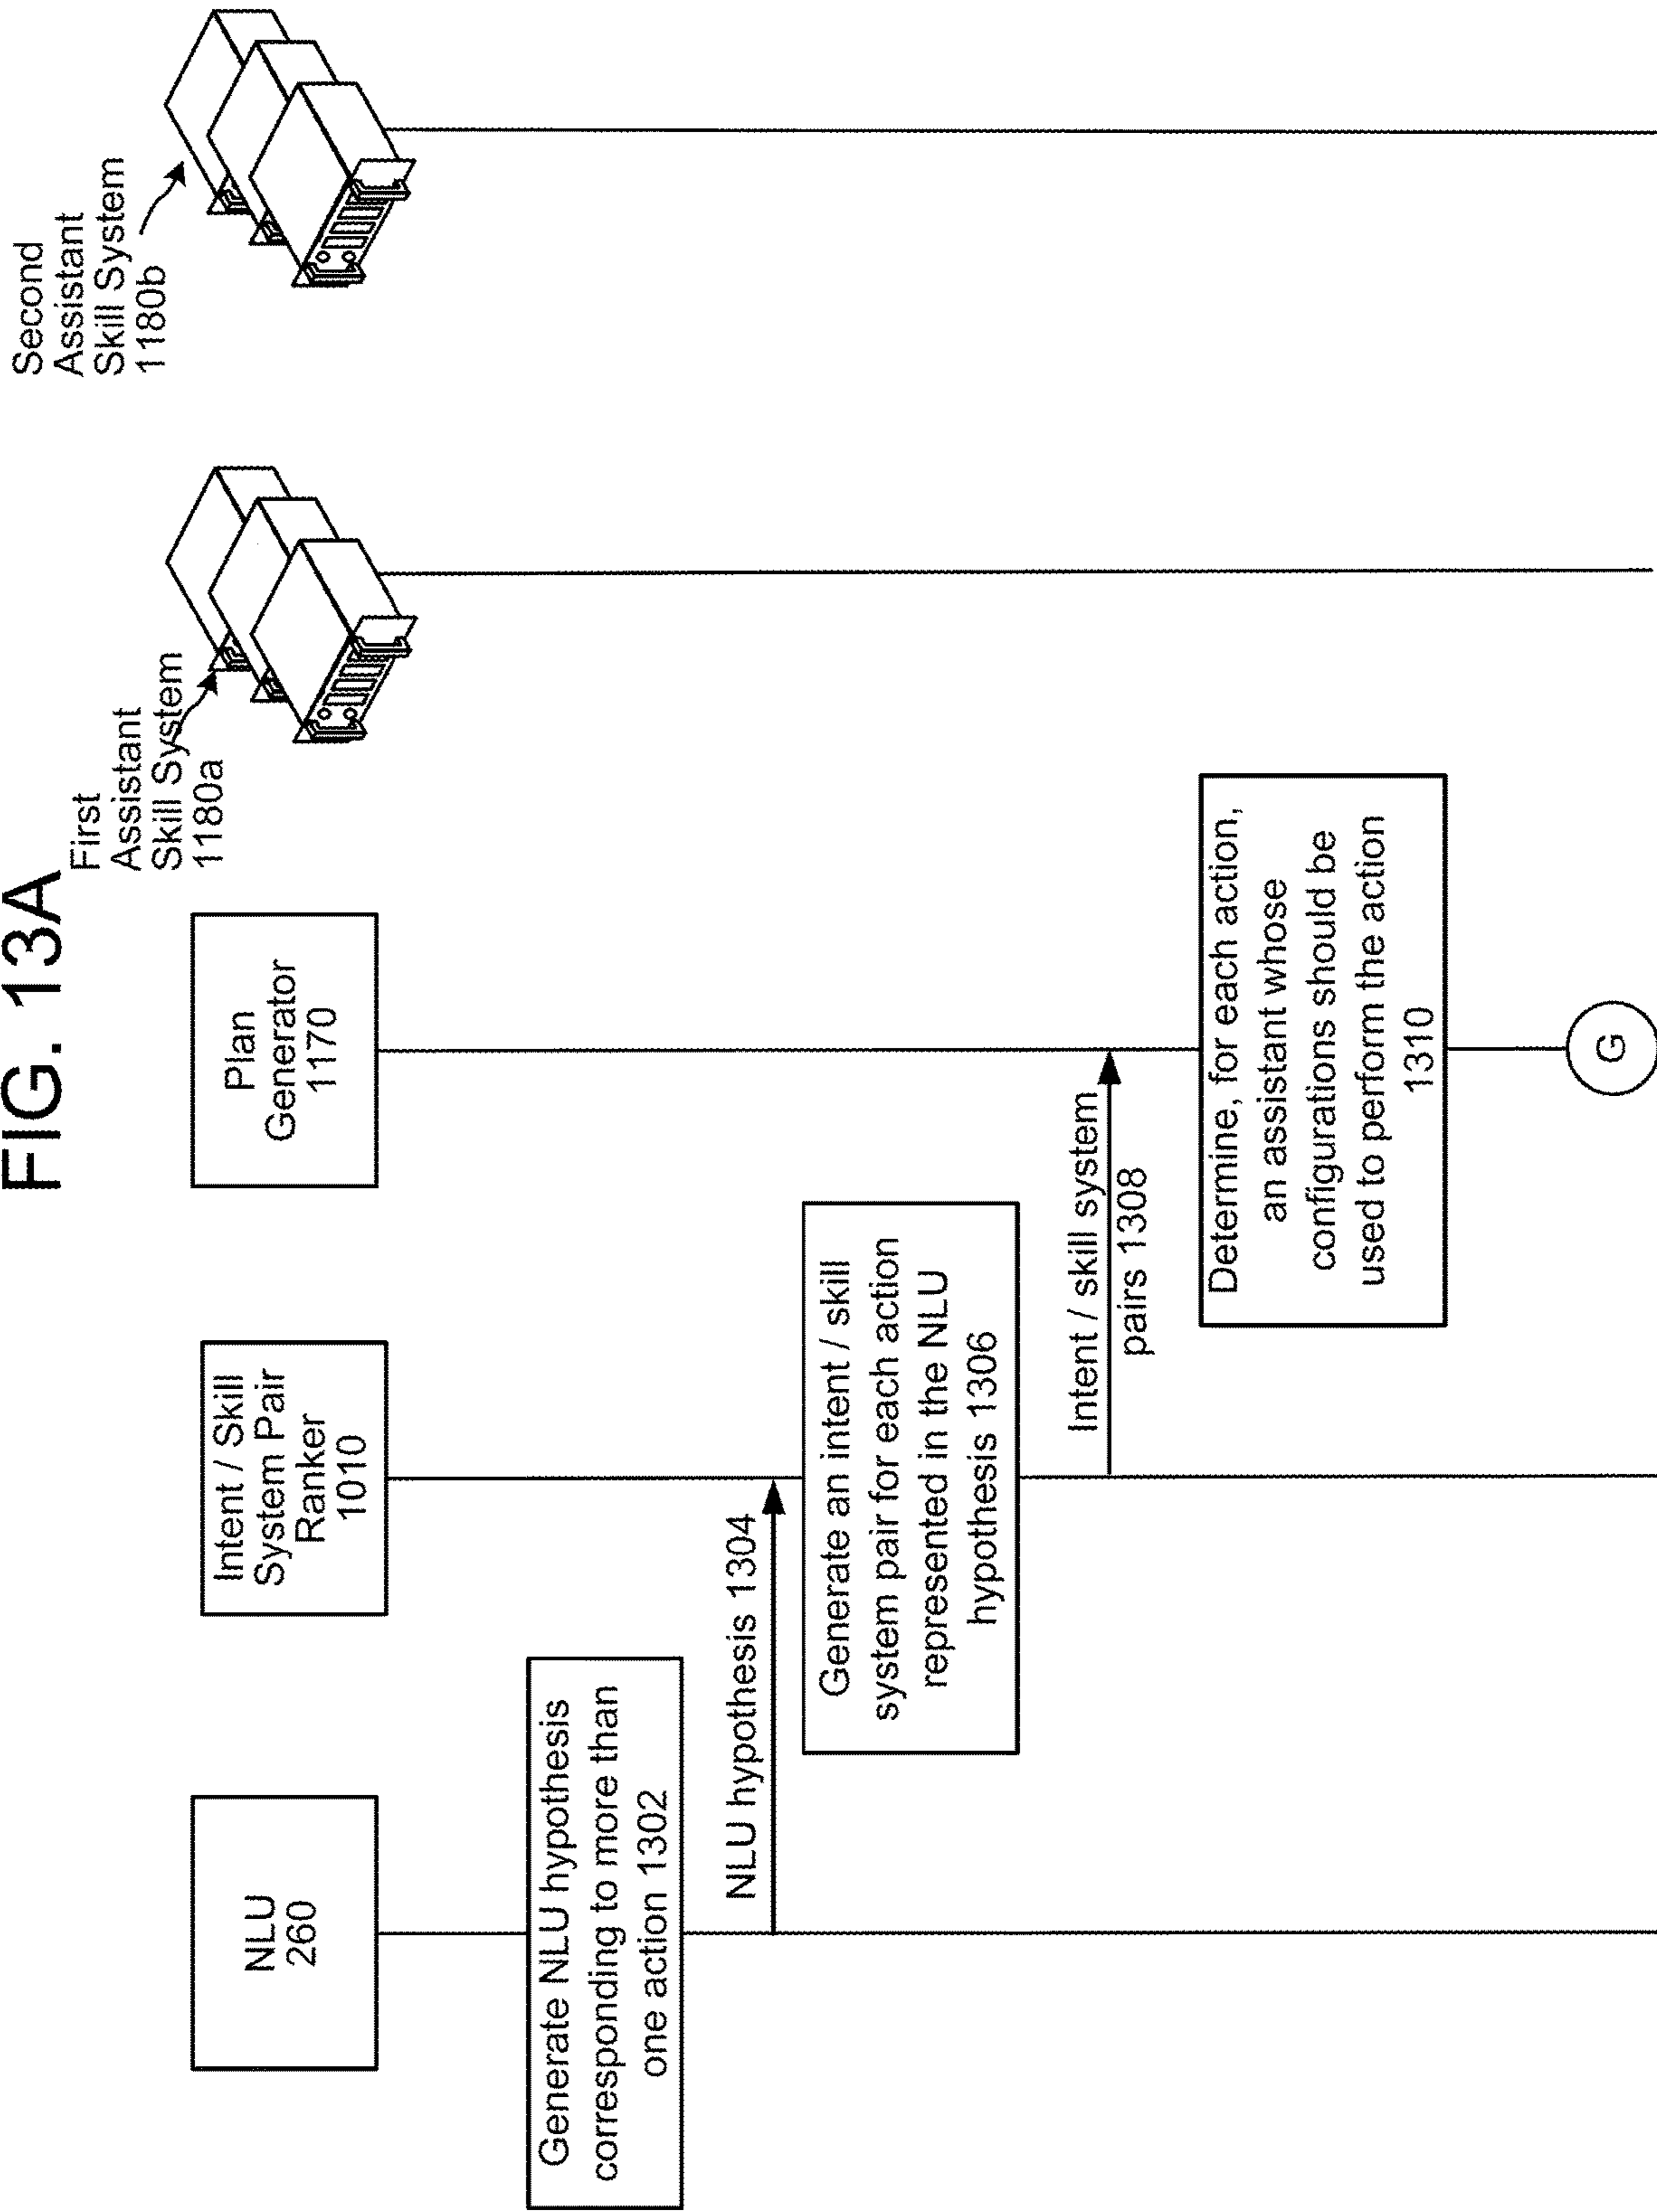 FIG. 13A
NLU
260
Intent / Skill
System Pair
Ranker
1010
Plan
Generator
1170
First
Assistant
Skill System
1180a
Second
Assistant
Skill System
1180b
Generate NLU hypothesis
corresponding to more than
one action 1302
NLU hypothesis 1304
Generate an intent / skill
system pair for each action
represented in the NLU
hypothesis 1306
Intent / skill system
pairs 1308
Determine, for each action,
an assistant whose
configurations should be
used to perform the action
1310
G